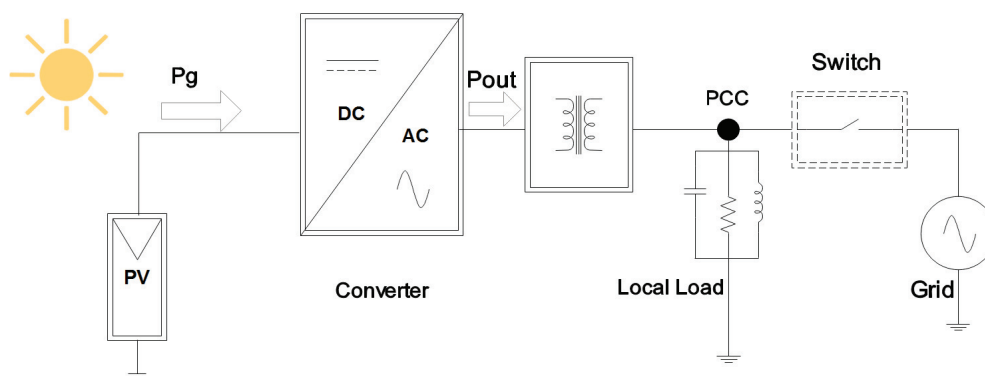 Pg
DC
AC
Pout
PCC
Switch
PV
Converter
Local Load
Grid